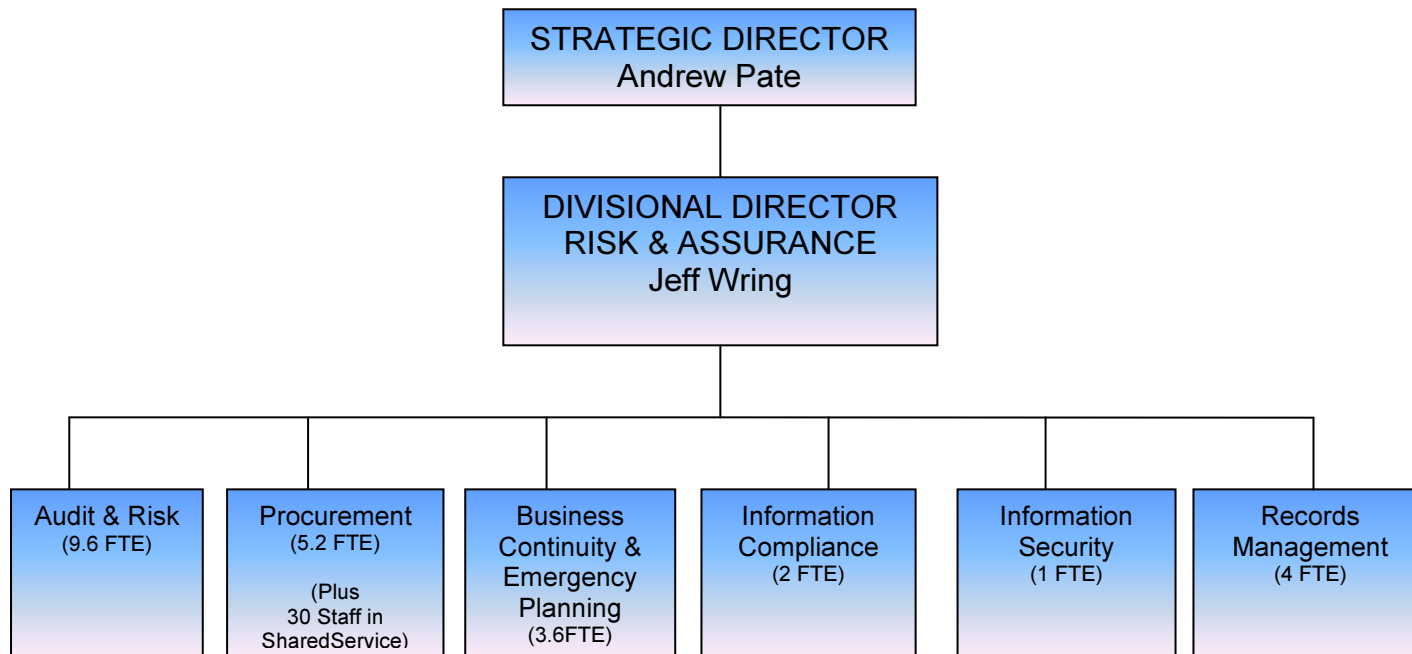 STRATEGIC DIRECTOR
Andrew Pate
DIVISIONAL DIRECTOR
RISK & ASSURANCE
Jeff Wring
Audit & Risk
(9.6 FTE)
Procurement
(5.2 FTE)
(Plus
30 Staff in
SharedService)
Business
Continuity &
Emergency
Planning
(3.6FTE)
Information
Compliance
(2 FTE)
Information
Security
(1 FTE)
Records
Management
(4 FTE)